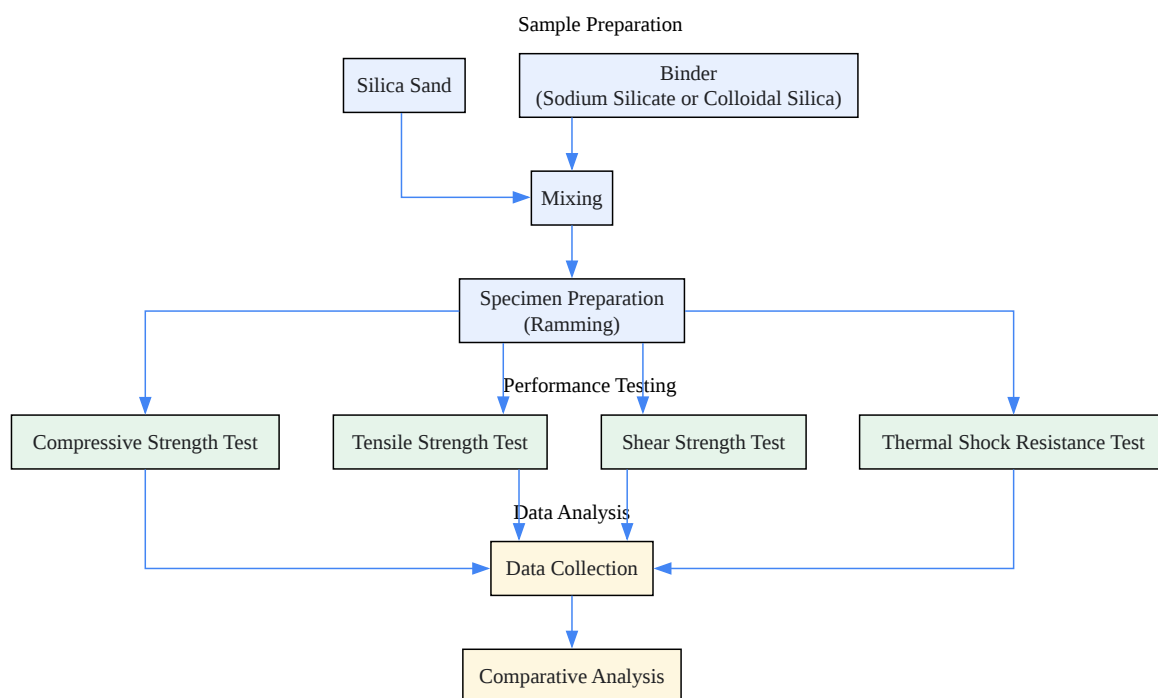 Sample Preparation
Silica Sand
Binder
(Sodium Silicate or Colloidal Silica)
Mixing
Specimen Preparation
(Ramming)
Performance Testing
Compressive Strength Test
Tensile Strength Test
Shear Strength Test
Thermal Shock Resistance Test
Data Analysis
Data Collection
Comparative Analysis